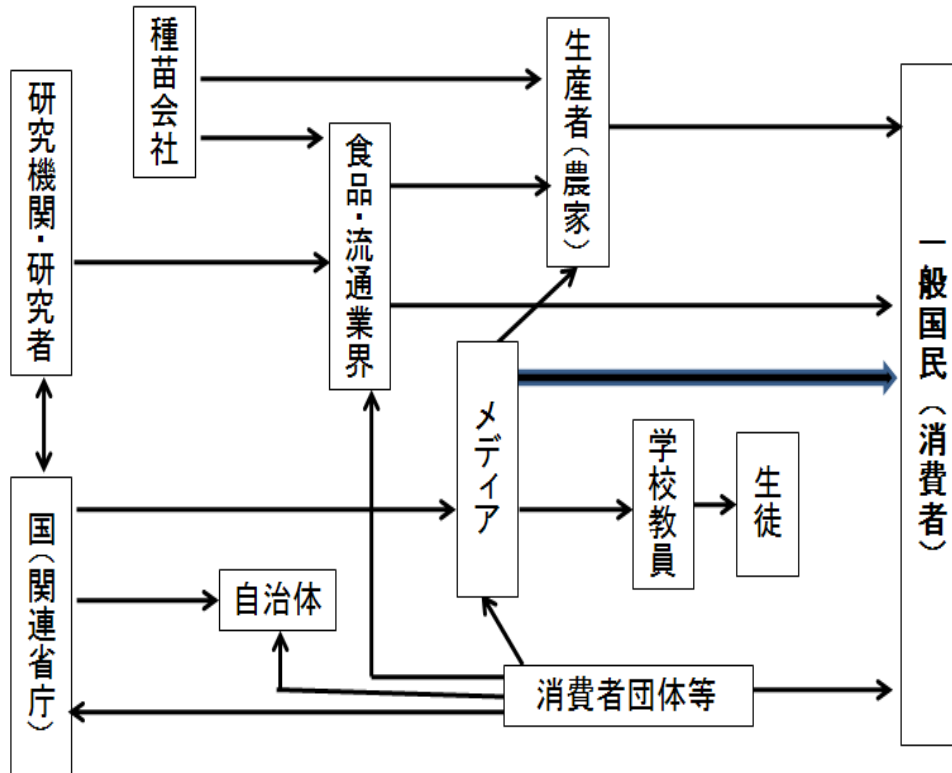 種苗会社
生産者(農家)
研究機関・研究者
食品・流通業界
一般国民(消費者)
メディア
学校教員
生徒
国(関連省庁)
自治体
消費者団体等